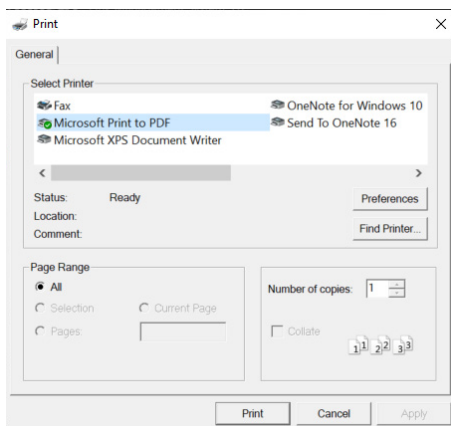 Print
General
Select Printer
Fax
OneNote for Windows 10
Microsoft Print to PDF
Send To OneNote 16
Microsoft XPS Document Writer
Status: Ready
Preferences
Location:
Comment:
Find Printer...
Page Range
All
Number of copies: 1
Selection
Current Page
Pages:
Collate
1 1 2 2 3 3
Print
Cancel
Apply